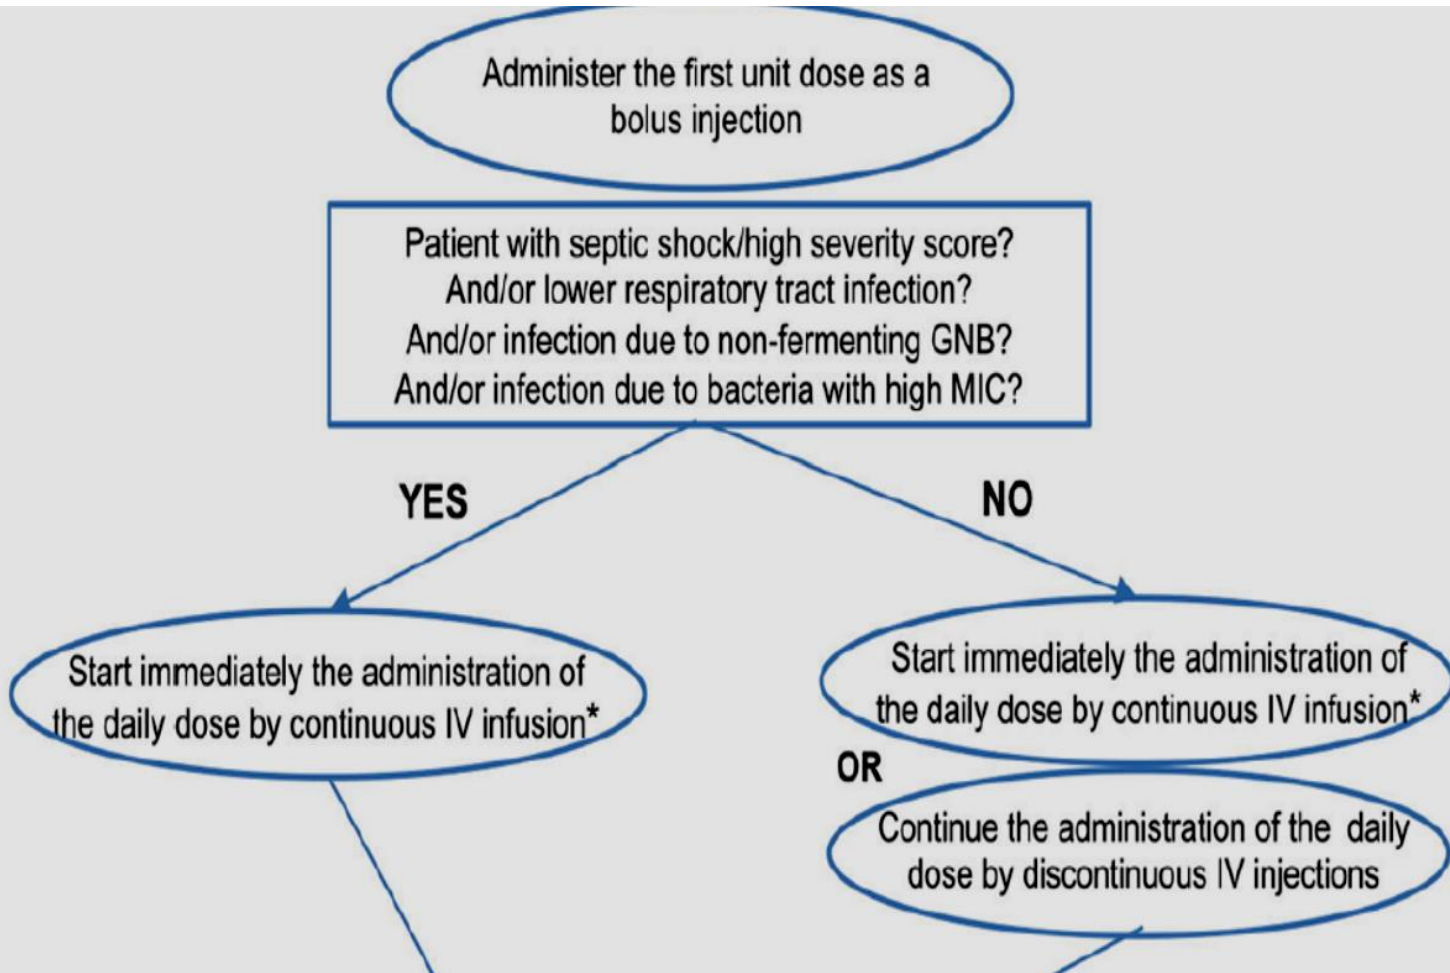 Administer the first unit dose as a
bolus injection
Patient with septic shock/high severity score?
And/or lower respiratory tract infection?
And/or infection due to non-fermenting GNB?
And/or infection due to bacteria with high MIC?
YES
NO
Start immediately the administration of
the daily dose by continuous IV infusion*
Start immediately the administration of
the daily dose by continuous IV infusion*
OR
Continue the administration of the daily
dose by discontinuous IV injections